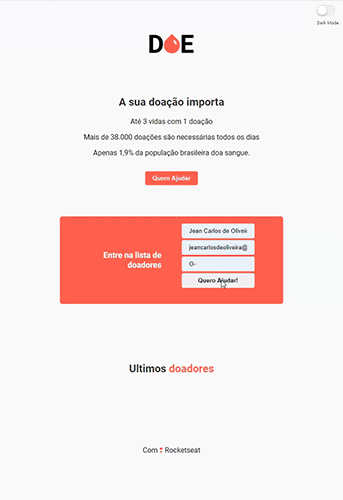 Dark Mode
DOE
A sua doação importa
Até 3 vidas com 1 doação
Mais de 38.000 doações são necessárias todos os dias
Apenas 1,9% da população brasileira doa sangue.
Quero Ajudar
Entre na lista de
doadores
Jean Carlos de Oliveir
jeancarlosdeoliveira@
O-
Quero Ajudar!
Ultimos doadores
Com Rocketseat